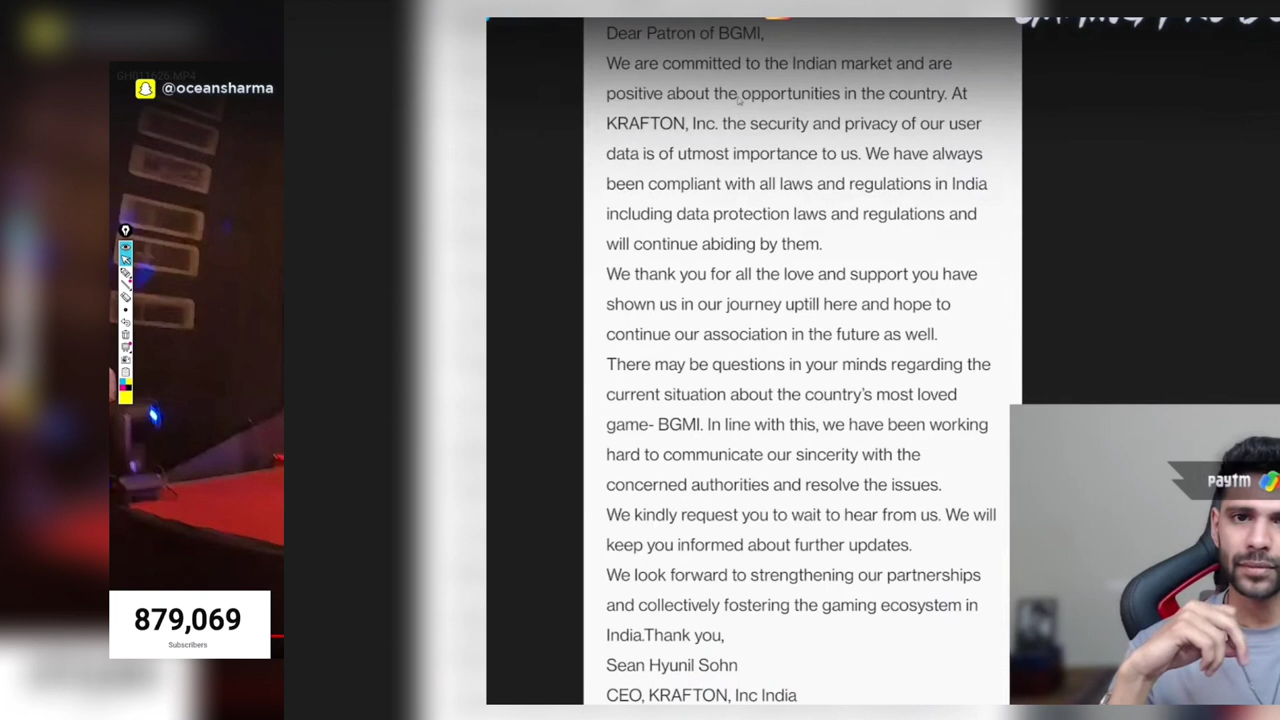 GH011626.MP4
@oceansharma
Dear Patron of BGMI,
We are committed to the Indian market and are
positive about the opportunities in the country. At
KRAFTON, Inc. the security and privacy of our user
data is of utmost importance to us. We have always
been compliant with all laws and regulations in India
including data protection laws and regulations and
will continue abiding by them.
We thank you for all the love and support you have
shown us in our journey uptill here and hope to
continue our association in the future as well.
There may be questions in your minds regarding the
current situation about the country's most loved
game- BGMI. In line with this, we have been working
hard to communicate our sincerity with the
concerned authorities and resolve the issues.
We kindly request you to wait to hear from us. We will
keep you informed about further updates.
We look forward to strengthening our partnerships
and collectively fostering the gaming ecosystem in
India.Thank you,
Sean Hyunil Sohn
CEO, KRAFTON, Inc India
paytm
879,069
Subscribers